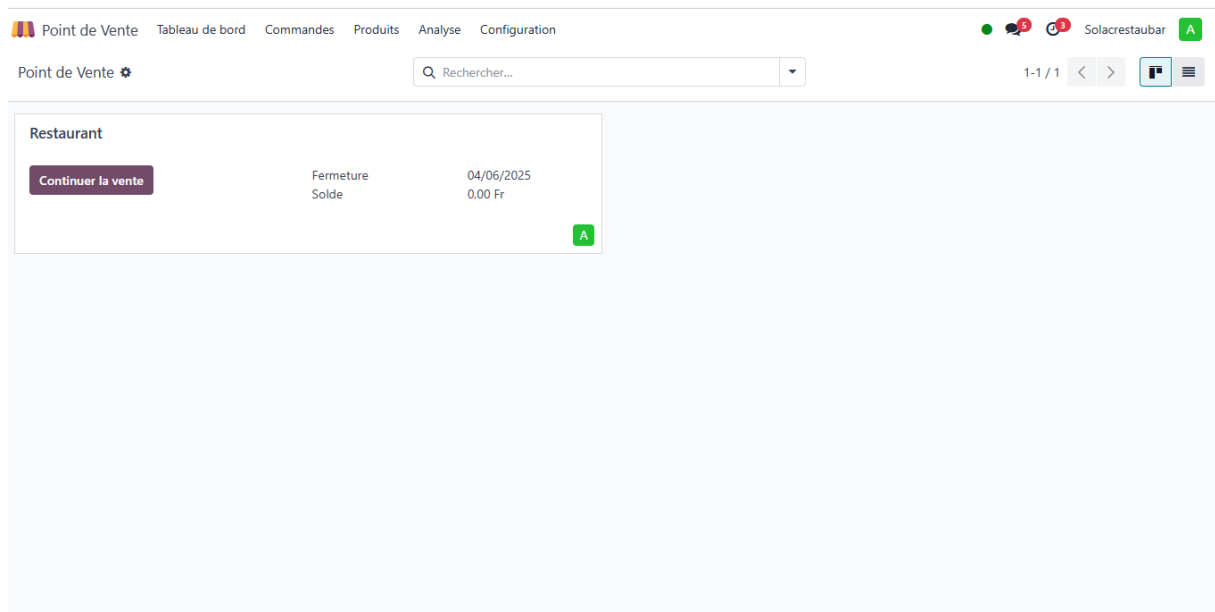 Point de Vente Tableau de bord Commandes Produits Analyse Configuration 5 3 Solacrestaubar A
Point de Vente Rechercher... 1-1 / 1
Restaurant
Continuer la vente Fermeture 04/06/2025
Solde 0,00 Fr
A